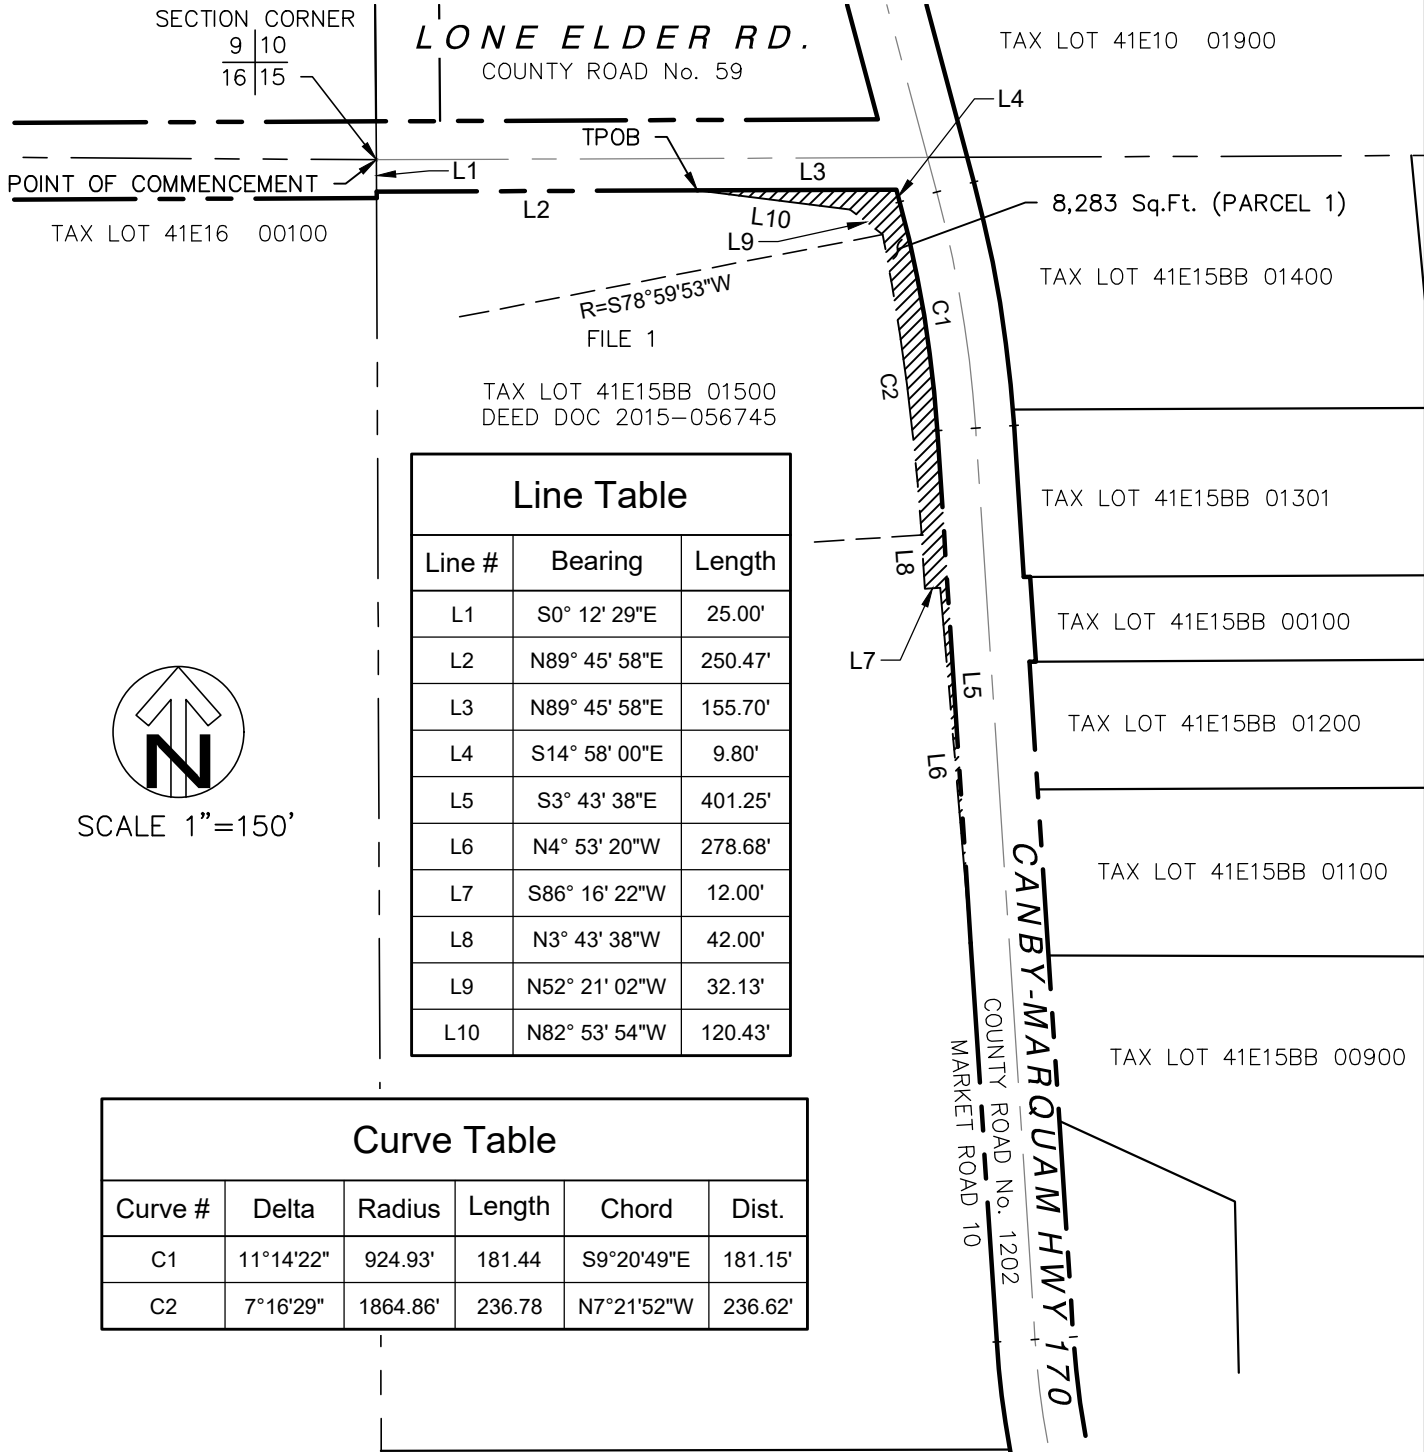 SECTION CORNER
9 10
16 15
LONE ELDER RD.
COUNTY ROAD No. 59
TAX LOT 41E10 01900
L4
TPOB
L1
L3
POINT OF COMMENCEMENT
L2
L10
8,283 Sq.Ft. (PARCEL 1)
TAX LOT 41E16 00100
L9
TAX LOT 41E15BB 01400
R=S78°59'53"W
C1
FILE 1
C2
TAX LOT 41E15BB 01500
DEED DOC 2015-056745
TAX LOT 41E15BB 01301
L8
TAX LOT 41E15BB 00100
L7
L5
TAX LOT 41E15BB 01200
L6
Line Table
Line # Bearing Length
L1 S0° 12' 29"E 25.00'
L2 N89° 45' 58"E 250.47'
L3 N89° 45' 58"E 155.70'
L4 S14° 58' 00"E 9.80'
L5 S3° 43' 38"E 401.25'
L6 N4° 53' 20"W 278.68'
L7 S86° 16' 22"W 12.00'
L8 N3° 43' 38"W 42.00'
L9 N52° 21' 02"W 32.13'
L10 N82° 53' 54"W 120.43'
N
SCALE 1"=150'
TAX LOT 41E15BB 01100
CANBY-MARQUAM HWY 170
COUNTY ROAD No. 1202
MARKET ROAD 10
TAX LOT 41E15BB 00900
Curve Table
Curve # Delta Radius Length Chord Dist.
C1 11°14'22" 924.93' 181.44 S9°20'49"E 181.15'
C2 7°16'29" 1864.86' 236.78 N7°21'52"W 236.62'